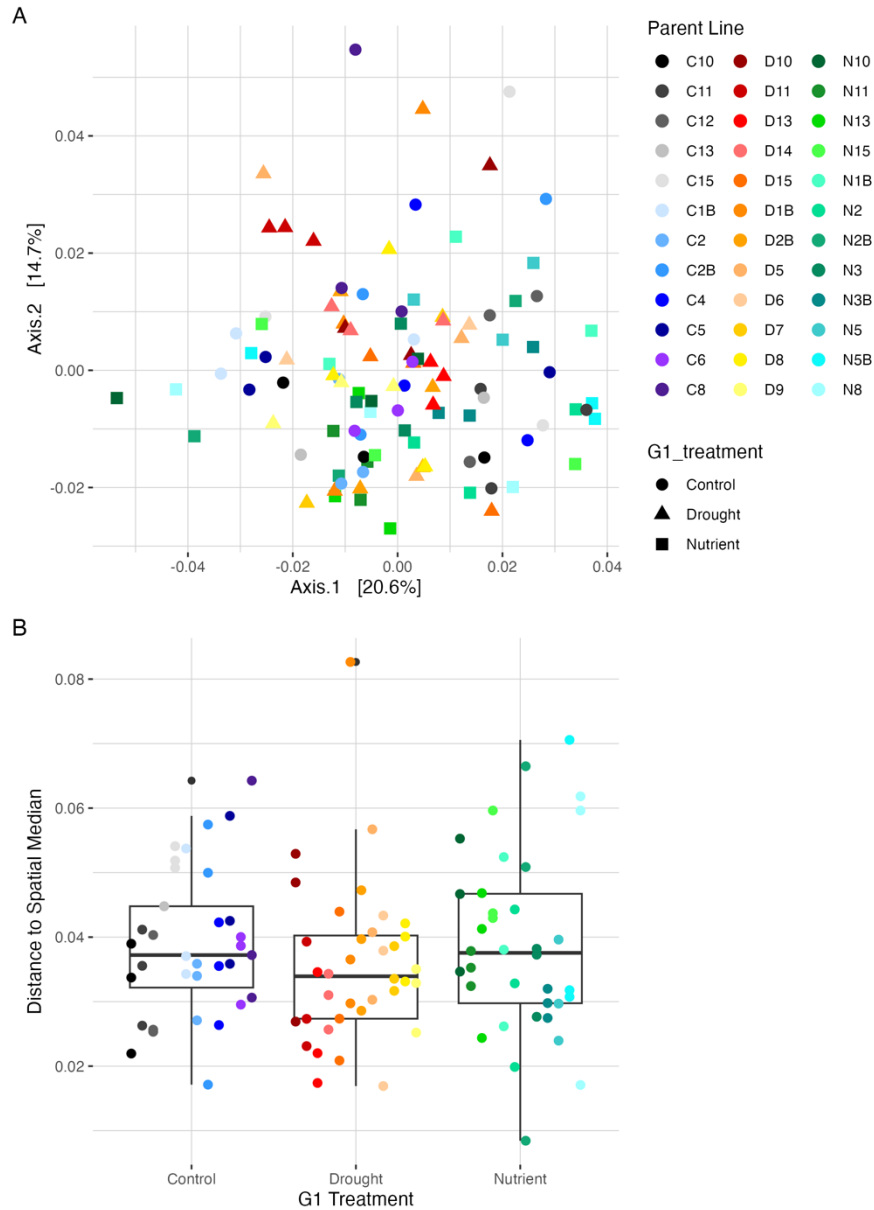 A
Axis.2 [14.7%]
0.04
0.02
0.00
-0.02
-0.04
-0.02
0.00
0.02
0.04
Axis.1 [20.6%]
Parent Line
C10 D10 N10
C11 D11 N11
C12 D13 N13
C13 D14 N15
C15 D15 N1B
C1B D1B N2
C2 D2B N2B
C2B D5 N3
C4 D6 N3B
C5 D7 N5
C6 D8 N5B
C8 D9 N8
G1_treatment
Control
Drought
Nutrient
B
Distance to Spatial Median
0.08
0.06
0.04
0.02
Control Drought Nutrient
G1 Treatment